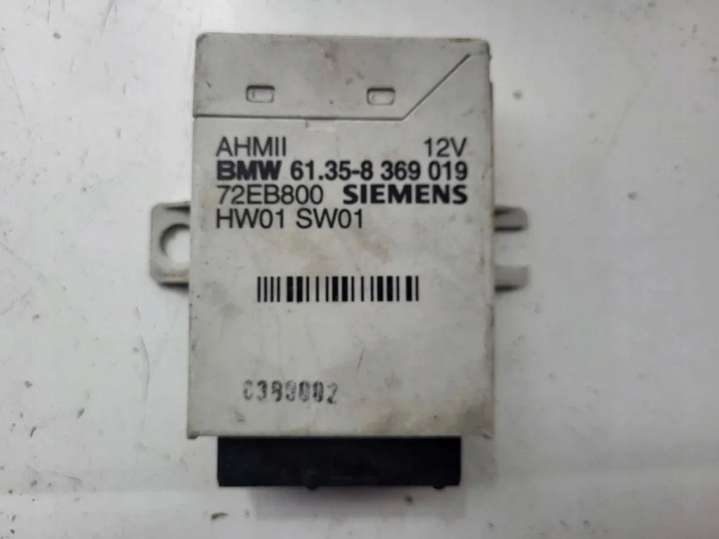 AHMII 12V
BMW 61.35-8 369 019
72EB800 SIEMENS
HW01 SW01